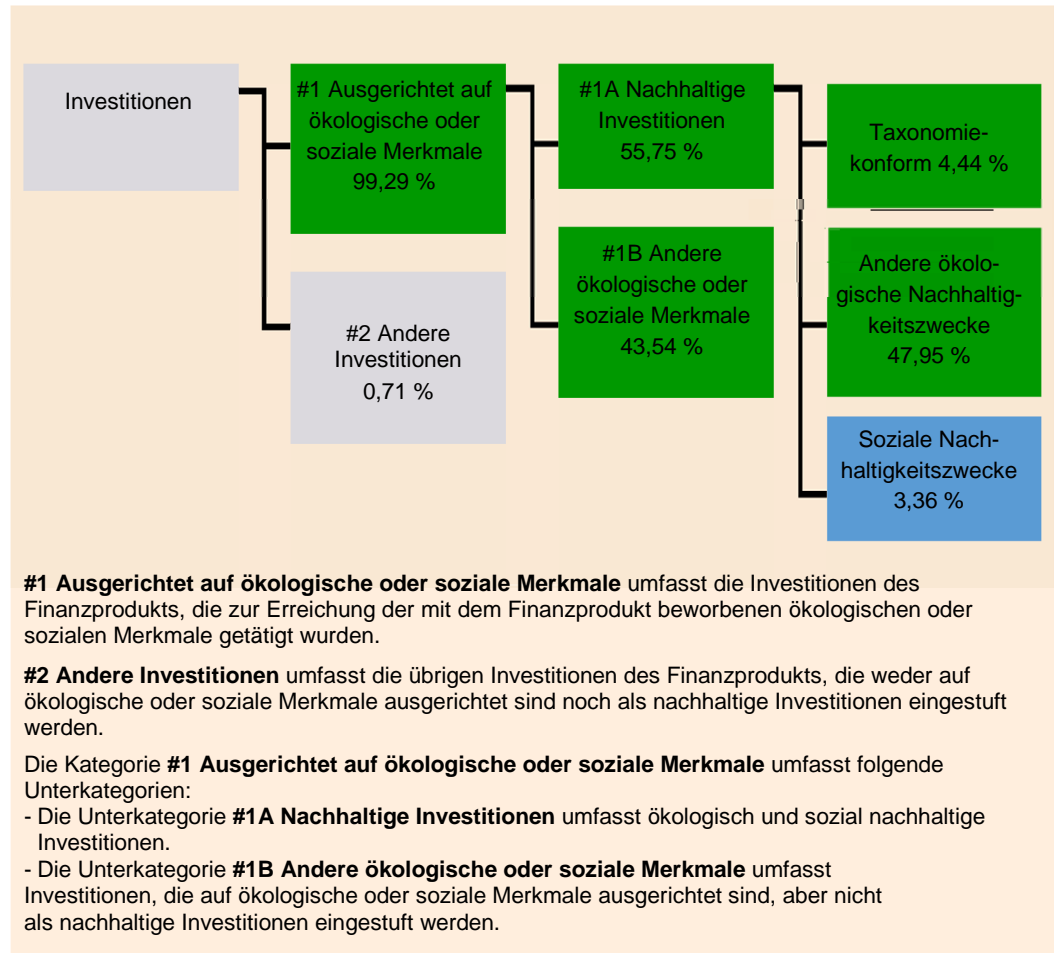 Investitionen
#1 Ausgerichtet auf
ökologische oder
soziale Merkmale
99,29 %
#2 Andere
Investitionen
0,71 %
#1A Nachhaltige
Investitionen
55,75 %
#1B Andere
ökologische oder
soziale Merkmale
43,54 %
Taxonomie-
konform 4,44 %
Andere ökolo-
gische Nachhaltig-
keitszwecke
47,95 %
Soziale Nach-
haltigkeitszwecke
3,36 %
#1 Ausgerichtet auf ökologische oder soziale Merkmale umfasst die Investitionen des
Finanzprodukts, die zur Erreichung der mit dem Finanzprodukt beworbenen ökologischen oder
sozialen Merkmale getätigt wurden.
#2 Andere Investitionen umfasst die übrigen Investitionen des Finanzprodukts, die weder auf
ökologische oder soziale Merkmale ausgerichtet sind noch als nachhaltige Investitionen eingestuft
werden.
Die Kategorie #1 Ausgerichtet auf ökologische oder soziale Merkmale umfasst folgende
Unterkategorien:
- Die Unterkategorie #1A Nachhaltige Investitionen umfasst ökologisch und sozial nachhaltige
Investitionen.
- Die Unterkategorie #1B Andere ökologische oder soziale Merkmale umfasst
Investitionen, die auf ökologische oder soziale Merkmale ausgerichtet sind, aber nicht
als nachhaltige Investitionen eingestuft werden.